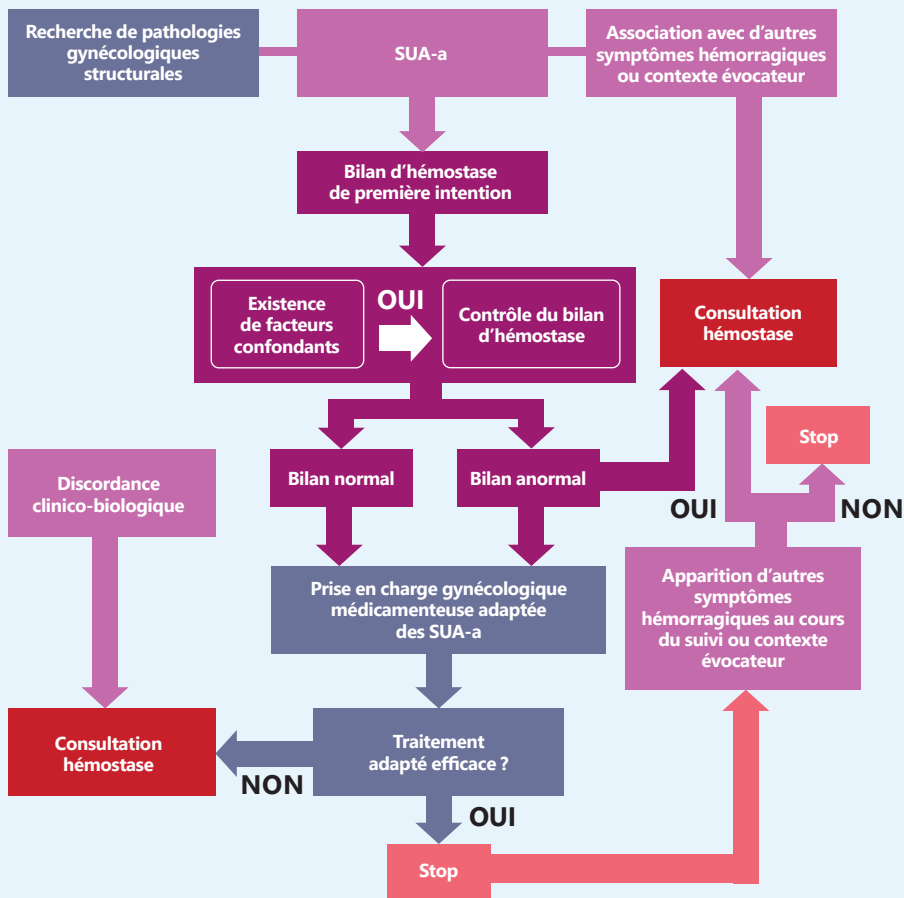 Recherche de pathologies
gynécologiques
structurales
SUA-a
Association avec d'autres
symptômes hémorragiques
ou contexte évocateur
Bilan d'hémostase
de première intention
Existence
de facteurs
confondants
OUI
Contrôle du bilan
d'hémostase
Consultation
hémostase
Stop
Discordance
clinico-biologique
Bilan normal
Bilan anormal
OUI
NON
Prise en charge gynécologique
médicamenteuse adaptée
des SUA-a
Apparition d'autres
symptômes
hémorragiques au cours
du suivi ou contexte
évocateur
Consultation
hémostase
NON
Traitement
adapté efficace ?
OUI
Stop